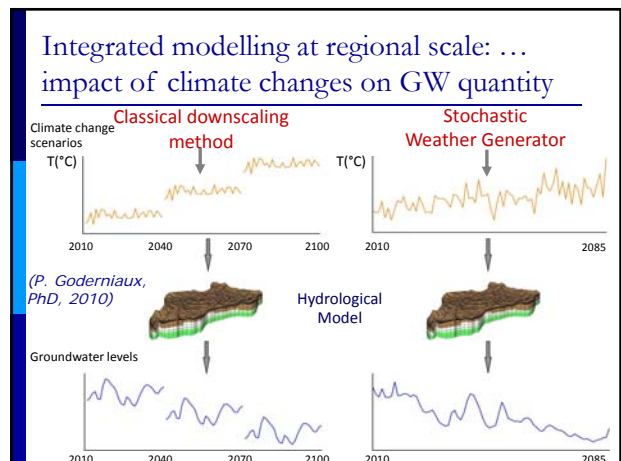 Integrated modelling at regional scale: …
impact of climate changes on GW quantity
Climate change
scenarios
Classical downscaling
method
Stochastic
Weather Generator
T(°C)
T(°C)
2010 2040 2070 2100
2010 2085
(P. Goderniaux,
PhD, 2010)
Hydrological
Model
Groundwater levels
2010 2040 2070 2100
2010 2085